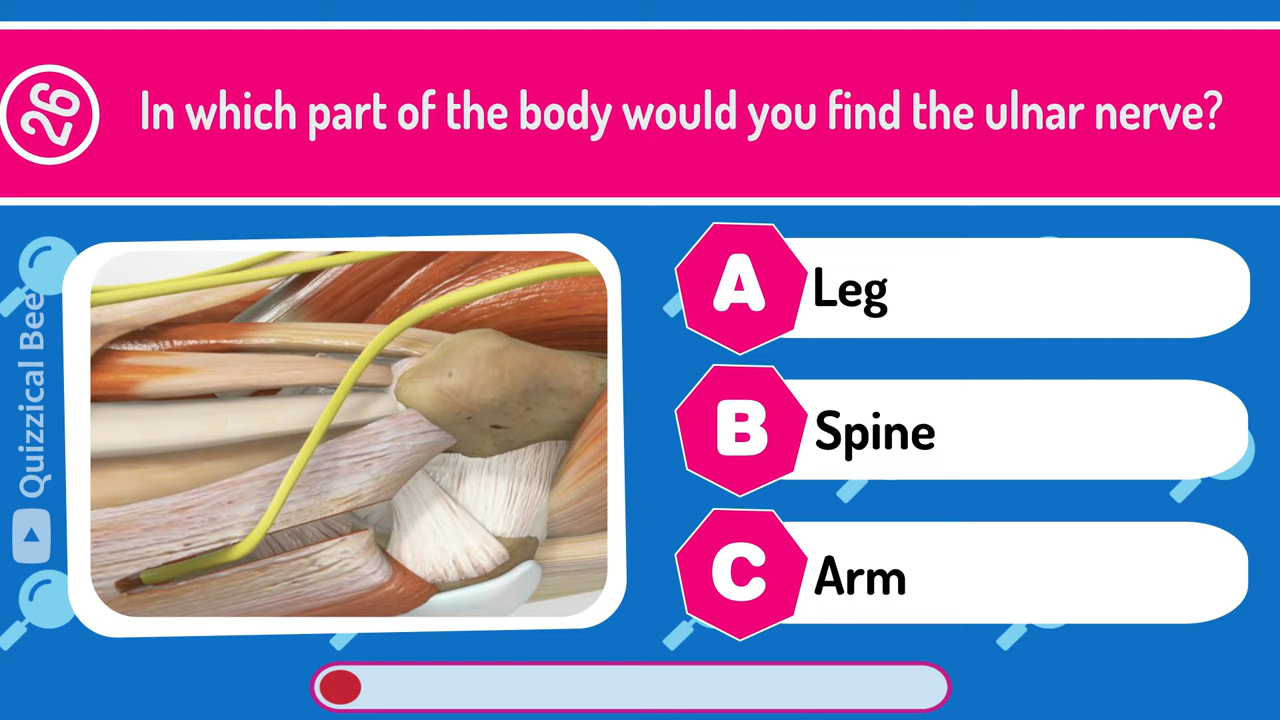 26
In which part of the body would you find the ulnar nerve?
Quizzical Bee
A Leg
B Spine
C Arm